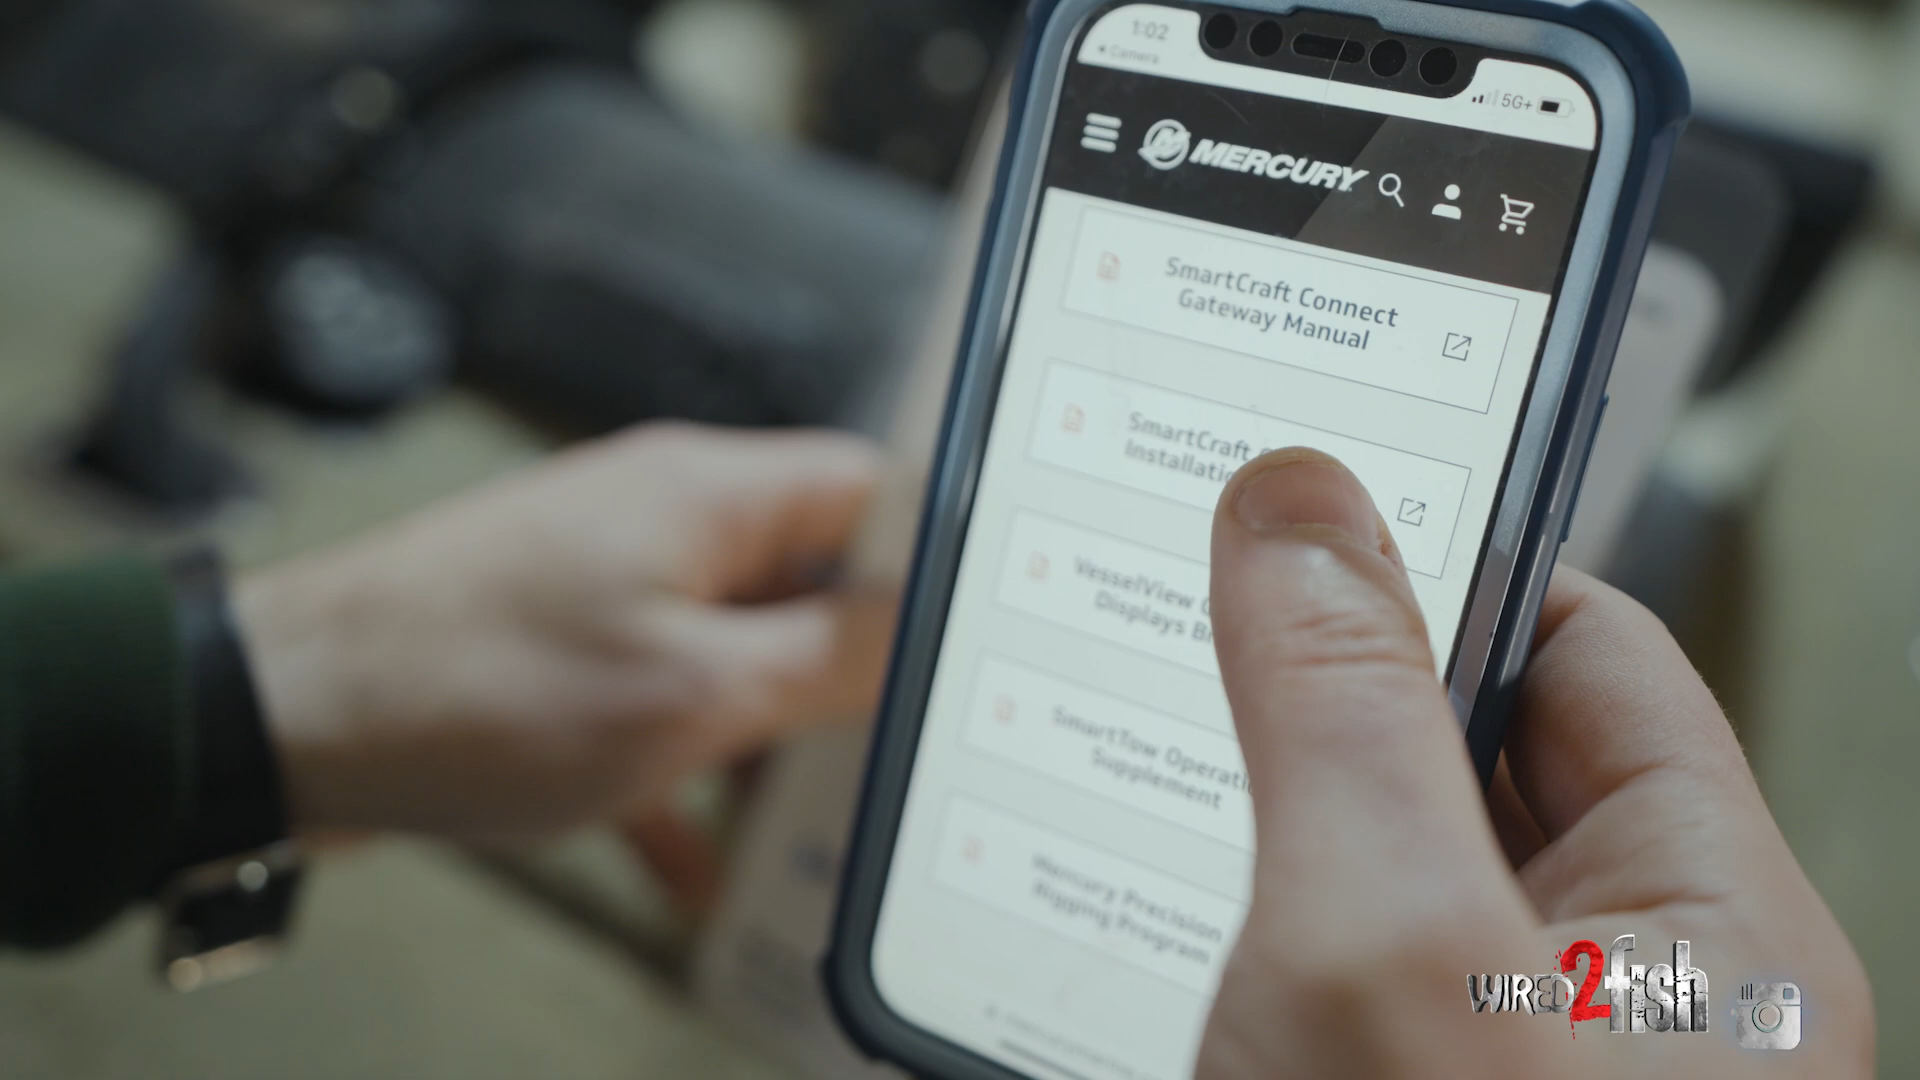 1:02
Camera
5G+
MERCURY
SmartCraft Connect
Gateway Manual
SmartCraft
Installatio
VesselView
Displays
SmartTow Operati
Supplement
Mercury Precision
Rigging Program
WIRED2fish